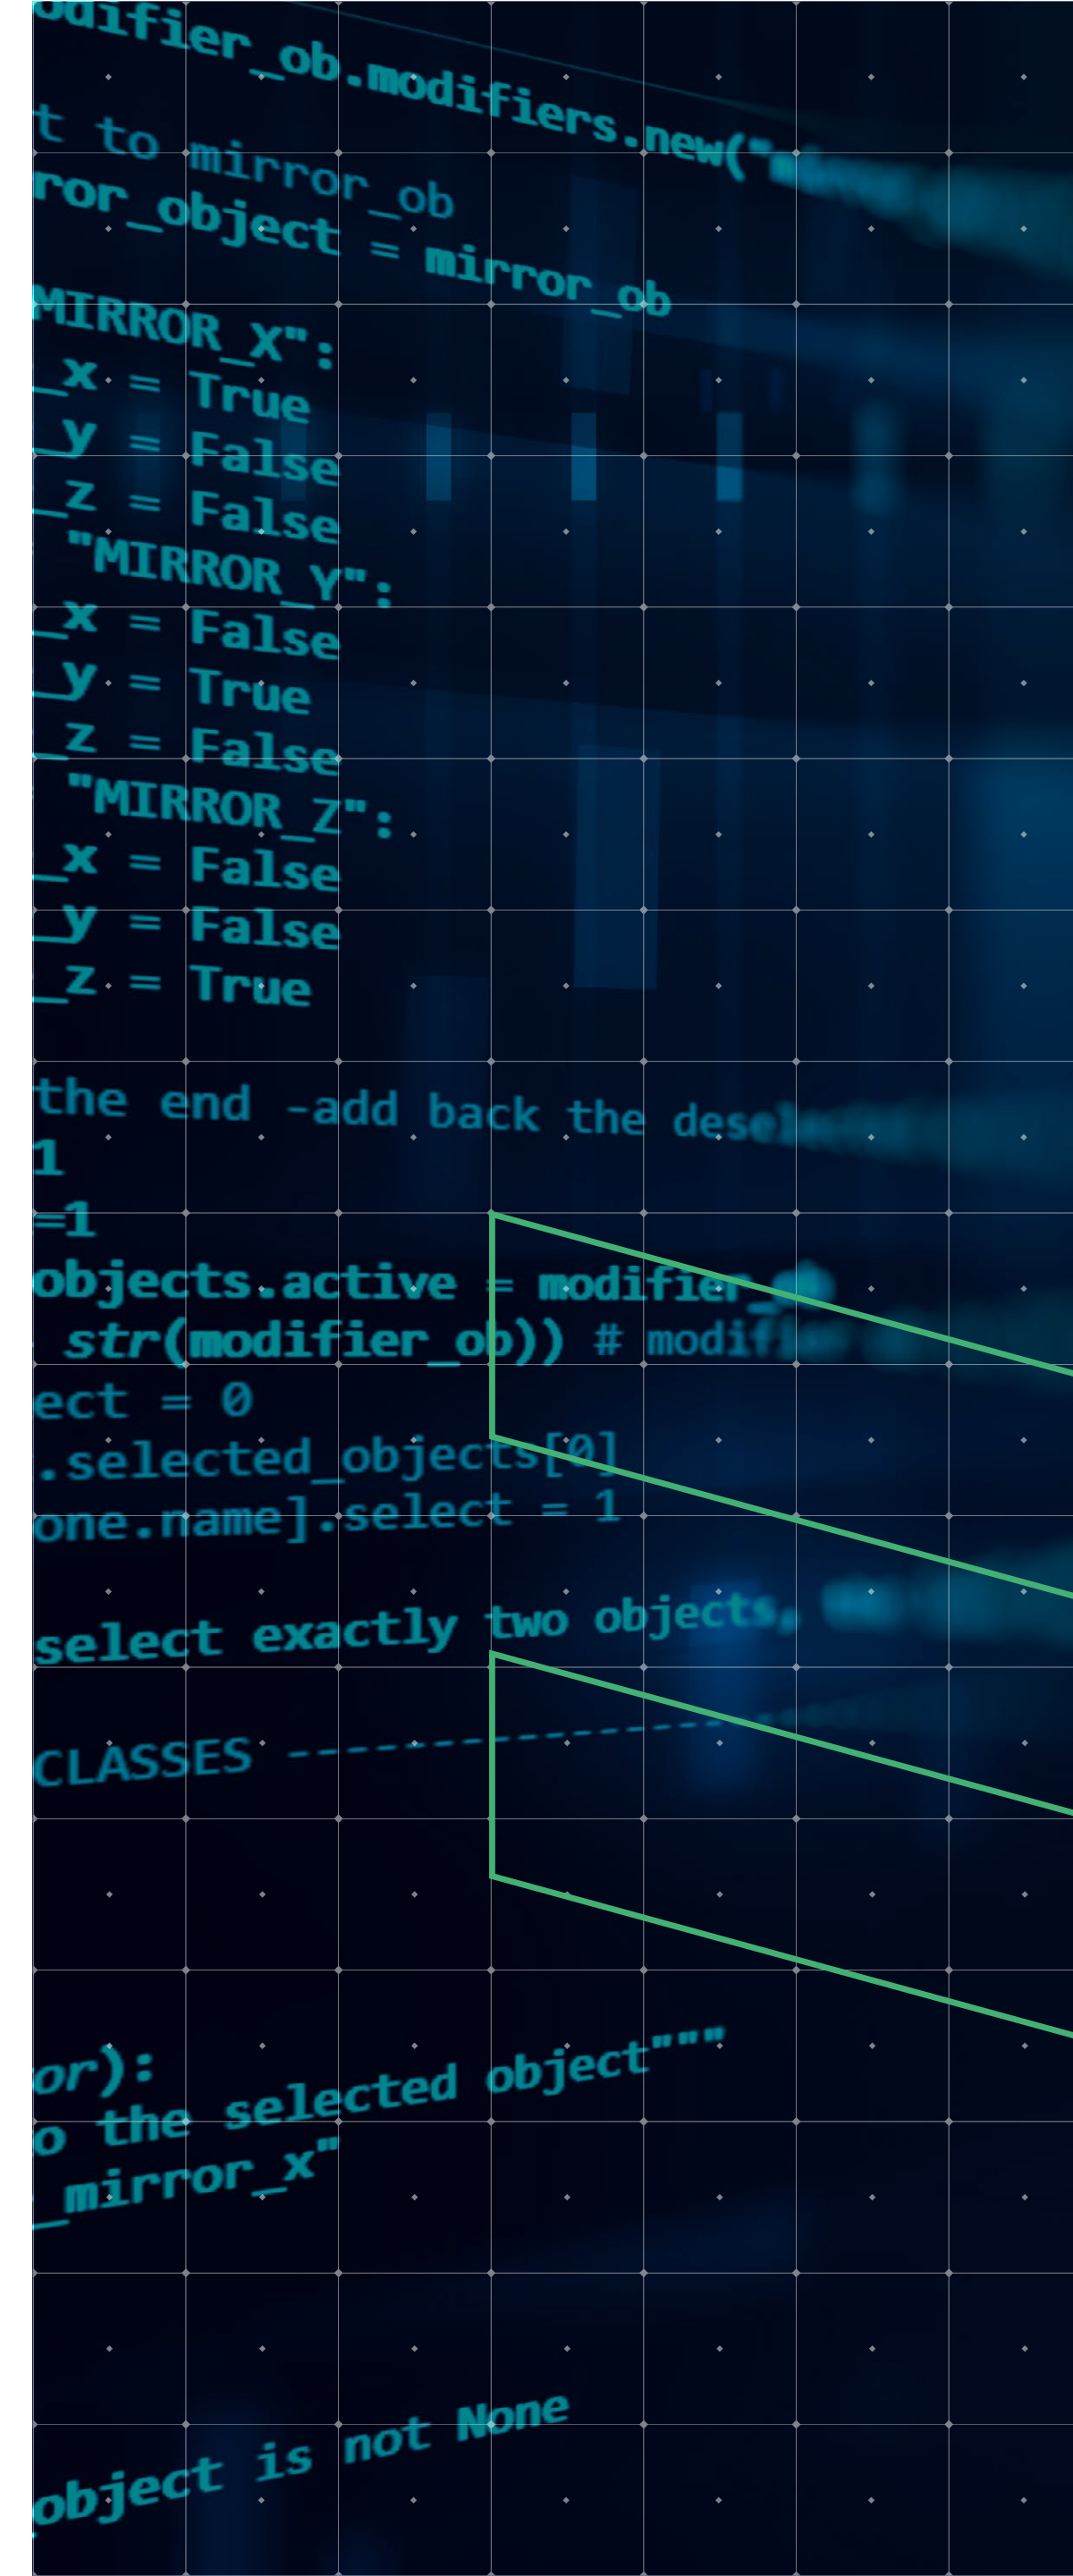 odifier_ob.modifiers.new("
t to mirror_ob
ror_object = mirror_ob
MIRROR_X":
_x = True
_y = False
_z = False
"MIRROR_Y":
_x = False
_y = True
_z = False
"MIRROR_Z":
_x = False
_y = False
_z = True
the end -add back the dese
1
=1
objects.active = modifier_
str(modifier_ob)) # modifi
ect = 0
.selected_objects[0]
one.name].select = 1
select exactly two objects,
CLASSES ----------------
or):
o the selected object"""
_mirror_x"
object is not None